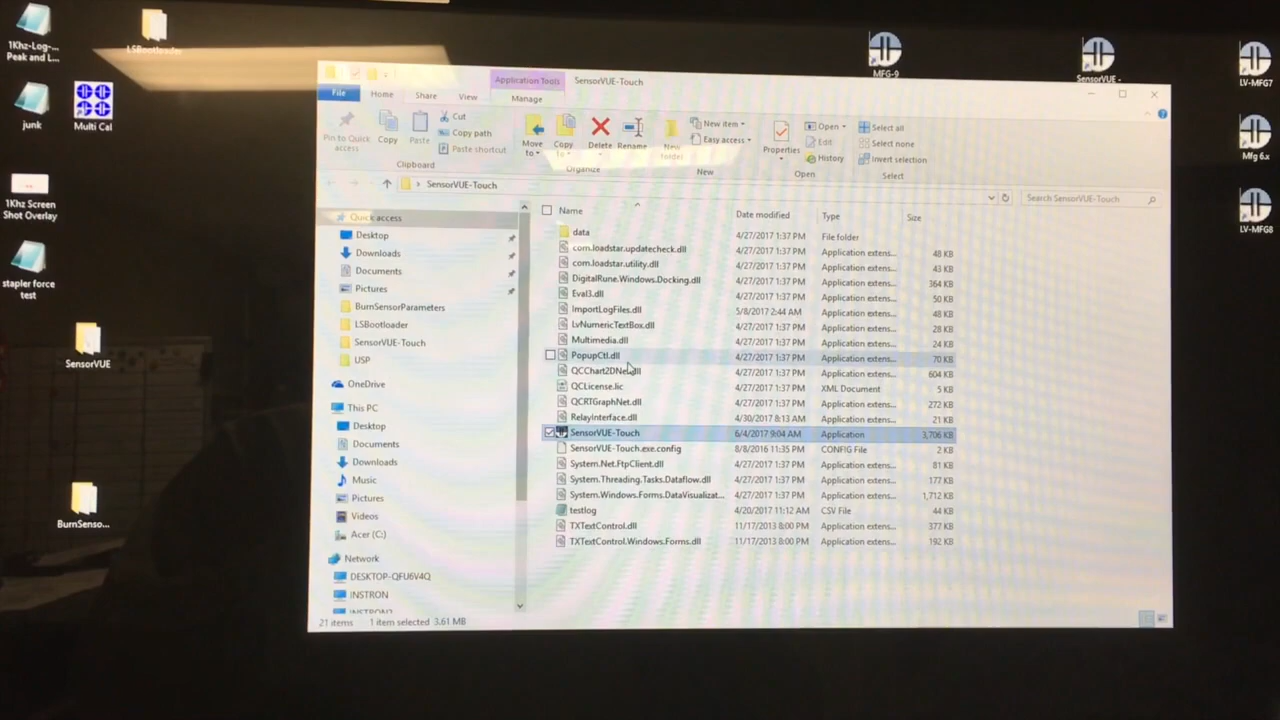 1Khz-Log-...
Peak and L...
LSBootloader
junk
Multi Cal
1Khz Screen
Shot Overlay
stapler force
test
SensorVUE
BurnSenso...
MFG-9
SensorVUE -
LV-MFG7
Mfg 6.x
LV-MFG8
Application Tools
SensorVUE-Touch
File
Home
Share
View
Manage
Pin to Quick
access
Copy
Paste
Cut
Copy path
Paste shortcut
Clipboard
Move
to
Copy
to
Delete
Rename
Organize
New
folder
New item
Easy access
New
Properties
Open
Edit
History
Open
Select all
Select none
Invert selection
Select
SensorVUE-Touch
Search SensorVUE-Touch
Quick access
Desktop
Downloads
Documents
Pictures
BurnSensorParameters
LSBootloader
SensorVUE-Touch
USP
OneDrive
This PC
Desktop
Documents
Downloads
Music
Pictures
Videos
Acer (C:)
Network
DESKTOP-QFU6V4Q
INSTRON
INSTRON2
Name Date modified Type Size
data 4/27/2017 1:37 PM File folder
com.loadstar.updatecheck.dll 4/27/2017 1:37 PM Application extens... 48 KB
com.loadstar.utility.dll 4/27/2017 1:37 PM Application extens... 43 KB
DigitalRune.Windows.Docking.dll 4/27/2017 1:37 PM Application extens... 364 KB
Eval3.dll 4/27/2017 1:37 PM Application extens... 50 KB
ImportLogFiles.dll 5/8/2017 2:44 AM Application extens... 48 KB
LvNumericTextBox.dll 4/27/2017 1:37 PM Application extens... 28 KB
Multimedia.dll 4/27/2017 1:37 PM Application extens... 24 KB
PopupCtl.dll 4/27/2017 1:37 PM Application extens... 70 KB
QCChart2DNet.dll 4/27/2017 1:37 PM Application extens... 604 KB
QCLicense.lic 4/27/2017 1:37 PM XML Document 5 KB
QCRTGraphNet.dll 4/27/2017 1:37 PM Application extens... 272 KB
RelayInterface.dll 4/30/2017 8:13 AM Application extens... 21 KB
SensorVUE-Touch 6/4/2017 9:04 AM Application 3,706 KB
SensorVUE-Touch.exe.config 8/8/2016 11:35 PM CONFIG File 2 KB
System.Net.FtpClient.dll 4/27/2017 1:37 PM Application extens... 81 KB
System.Threading.Tasks.Dataflow.dll 4/27/2017 1:37 PM Application extens... 177 KB
System.Windows.Forms.DataVisualizat... 4/27/2017 1:37 PM Application extens... 1,712 KB
testlog 4/20/2017 11:12 AM CSV File 44 KB
TXTextControl.dll 11/17/2013 8:00 PM Application extens... 377 KB
TXTextControl.Windows.Forms.dll 11/17/2013 8:00 PM Application extens... 192 KB
21 items 1 item selected 3.61 MB